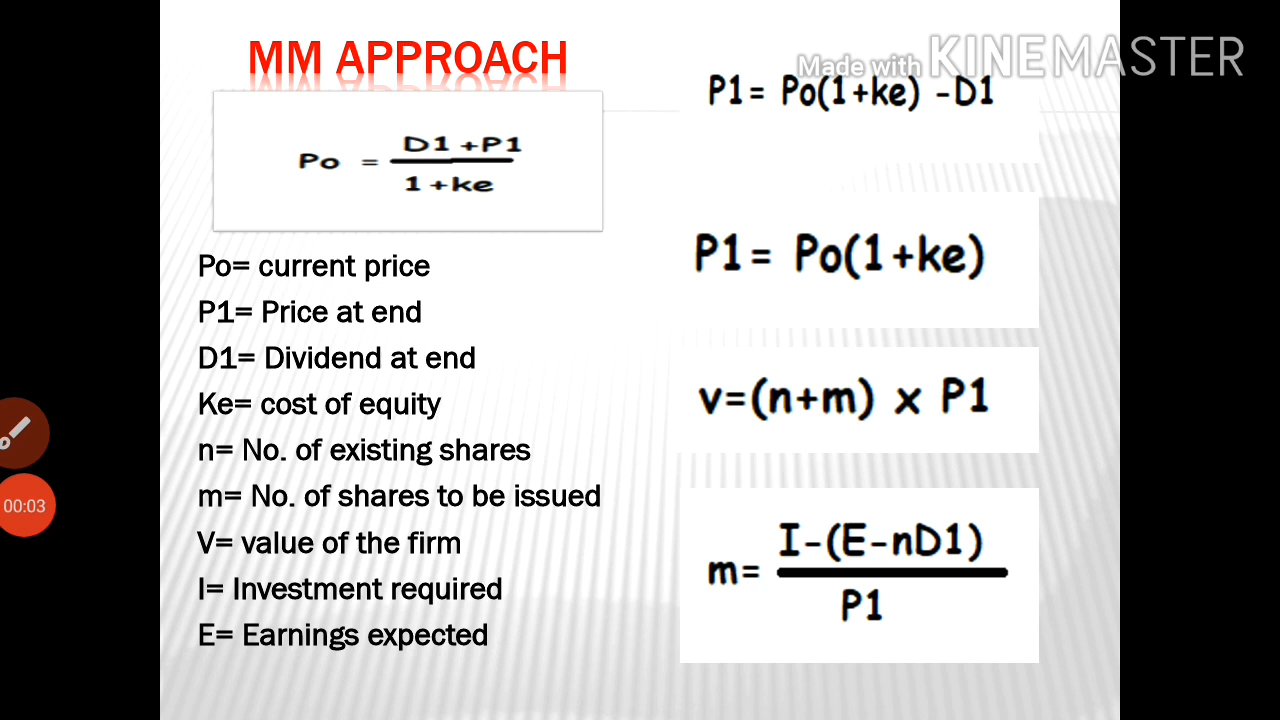 MM APPROACH
Made with KINEMASTER
P1= Po(1+ke) -D1
Po = D1 +P1
1 +ke
P1= Po(1+ke)
Po= current price
P1= Price at end
D1= Dividend at end
Ke= cost of equity
n= No. of existing shares
m= No. of shares to be issued
V= value of the firm
I= Investment required
E= Earnings expected
v=(n+m) x P1
m= I-(E-nD1)
P1
00:03